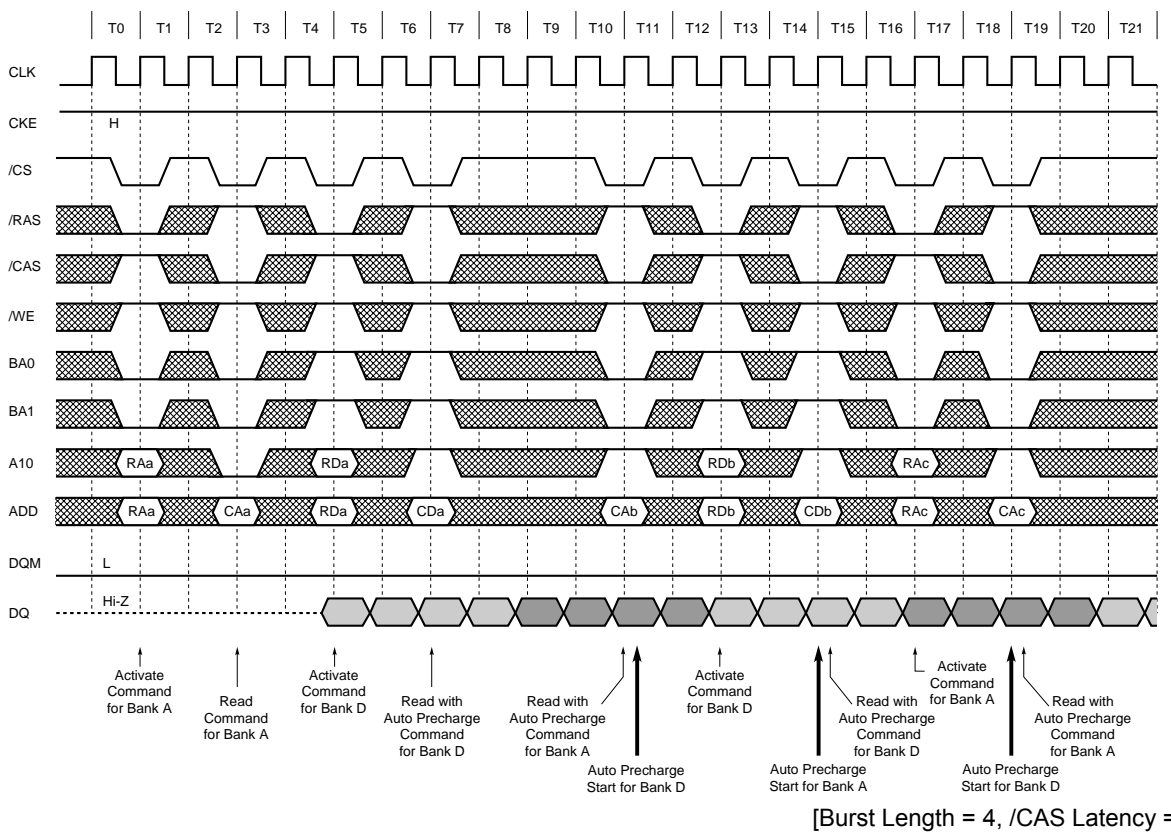 T0 T1 T2 T3 T4 T5 T6 T7 T8 T9 T10 T11 T12 T13 T14 T15 T16 T17 T18 T19 T20 T21
CLK
CKE
H
/CS
/RAS
/CAS
/WE
BA0
BA1
A10
RAa RDa RDb RAc
ADD
RAa CAa RDa CDa CAb RDb CDb RAc CAc
DQM
L
DQ
Hi-Z
Activate
Command
for Bank A
Read
Command
for Bank A
Activate
Command
for Bank D
Read with
Auto Precharge
Command
for Bank D
Read with
Auto Precharge
Command
for Bank A
Auto Precharge
Start for Bank D
Activate
Command
for Bank D
Auto Precharge
Start for Bank A
Read with
Auto Precharge
Command
for Bank D
Activate
Command
for Bank A
Auto Precharge
Start for Bank D
Read with
Auto Precharge
Command
for Bank A
[Burst Length = 4, /CAS Latency =